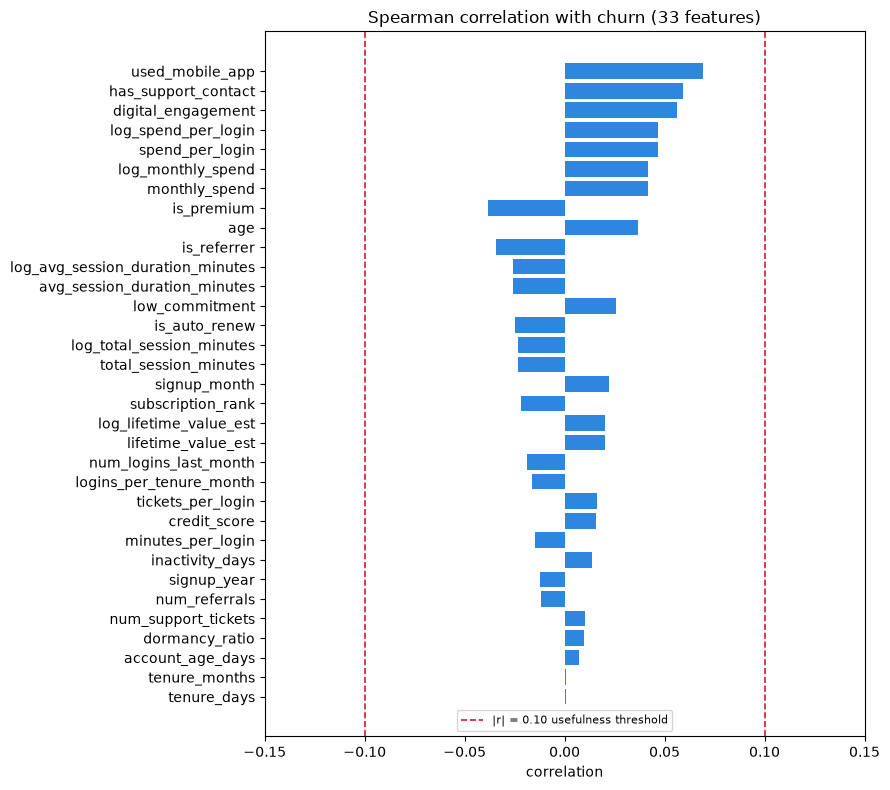 Spearman correlation with churn (33 features)
used_mobile_app
has_support_contact
digital_engagement
log_spend_per_login
spend_per_login
log_monthly_spend
monthly_spend
is_premium
age
is_referrer
log_avg_session_duration_minutes
avg_session_duration_minutes
low_commitment
is_auto_renew
log_total_session_minutes
total_session_minutes
signup_month
subscription_rank
log_lifetime_value_est
lifetime_value_est
num_logins_last_month
logins_per_tenure_month
tickets_per_login
credit_score
minutes_per_login
inactivity_days
signup_year
num_referrals
num_support_tickets
dormancy_ratio
account_age_days
tenure_months
tenure_days
|r| = 0.10 usefulness threshold
−0.15 −0.10 −0.05 0.00 0.05 0.10 0.15
correlation